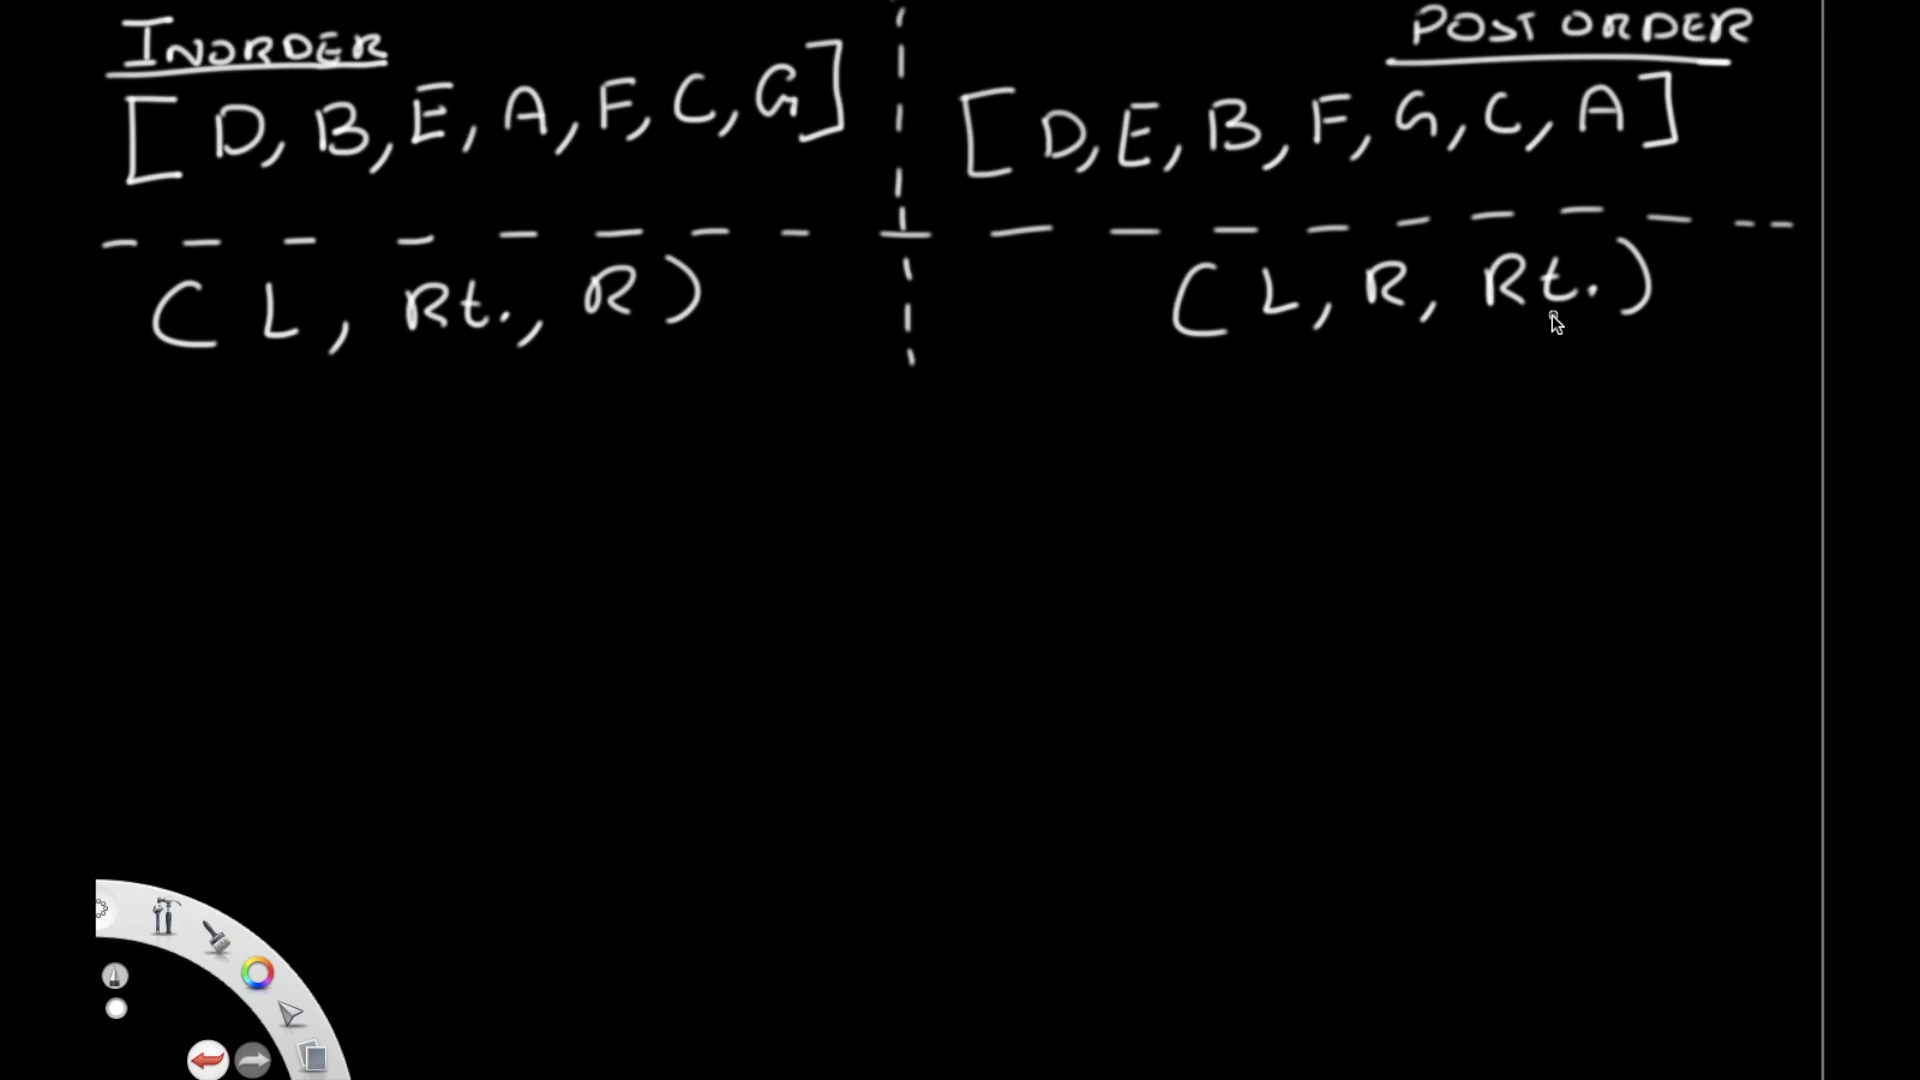 INORDER
[ D, B, E, A, F, C, G ]
( L, Rt., R )
POST ORDER
[ D, E, B, F, G, C, A ]
( L, R, Rt. )